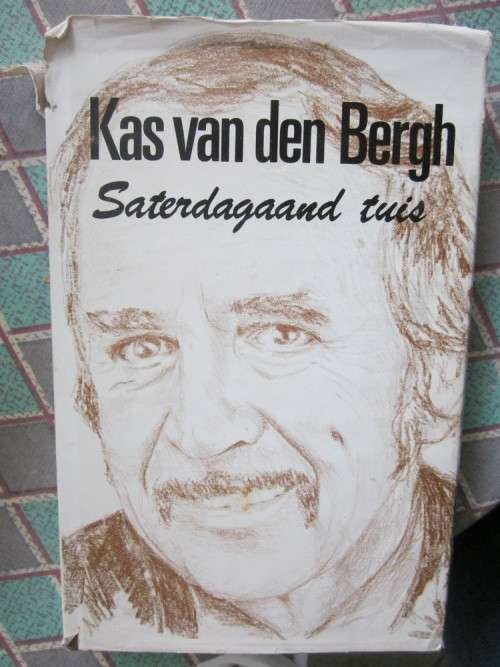 Kas van den Bergh
Saterdagaand tuis